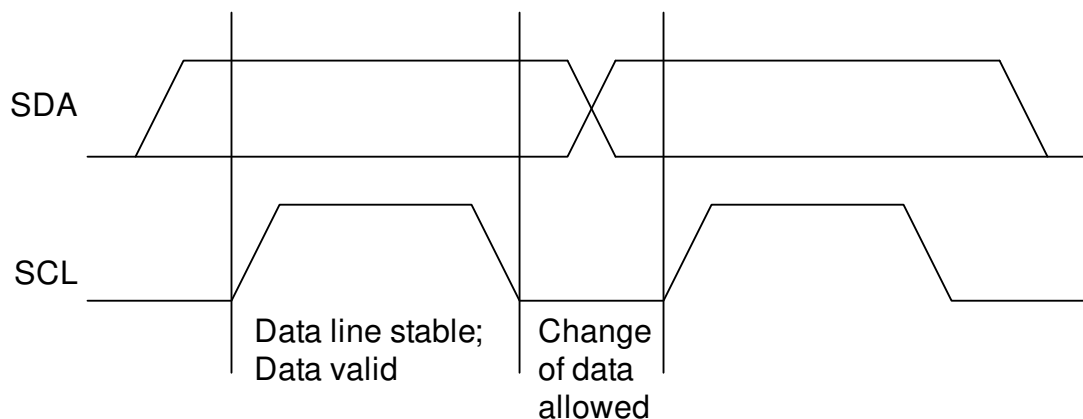 SDA
SCL
Data line stable;
Data valid
Change
of data
allowed